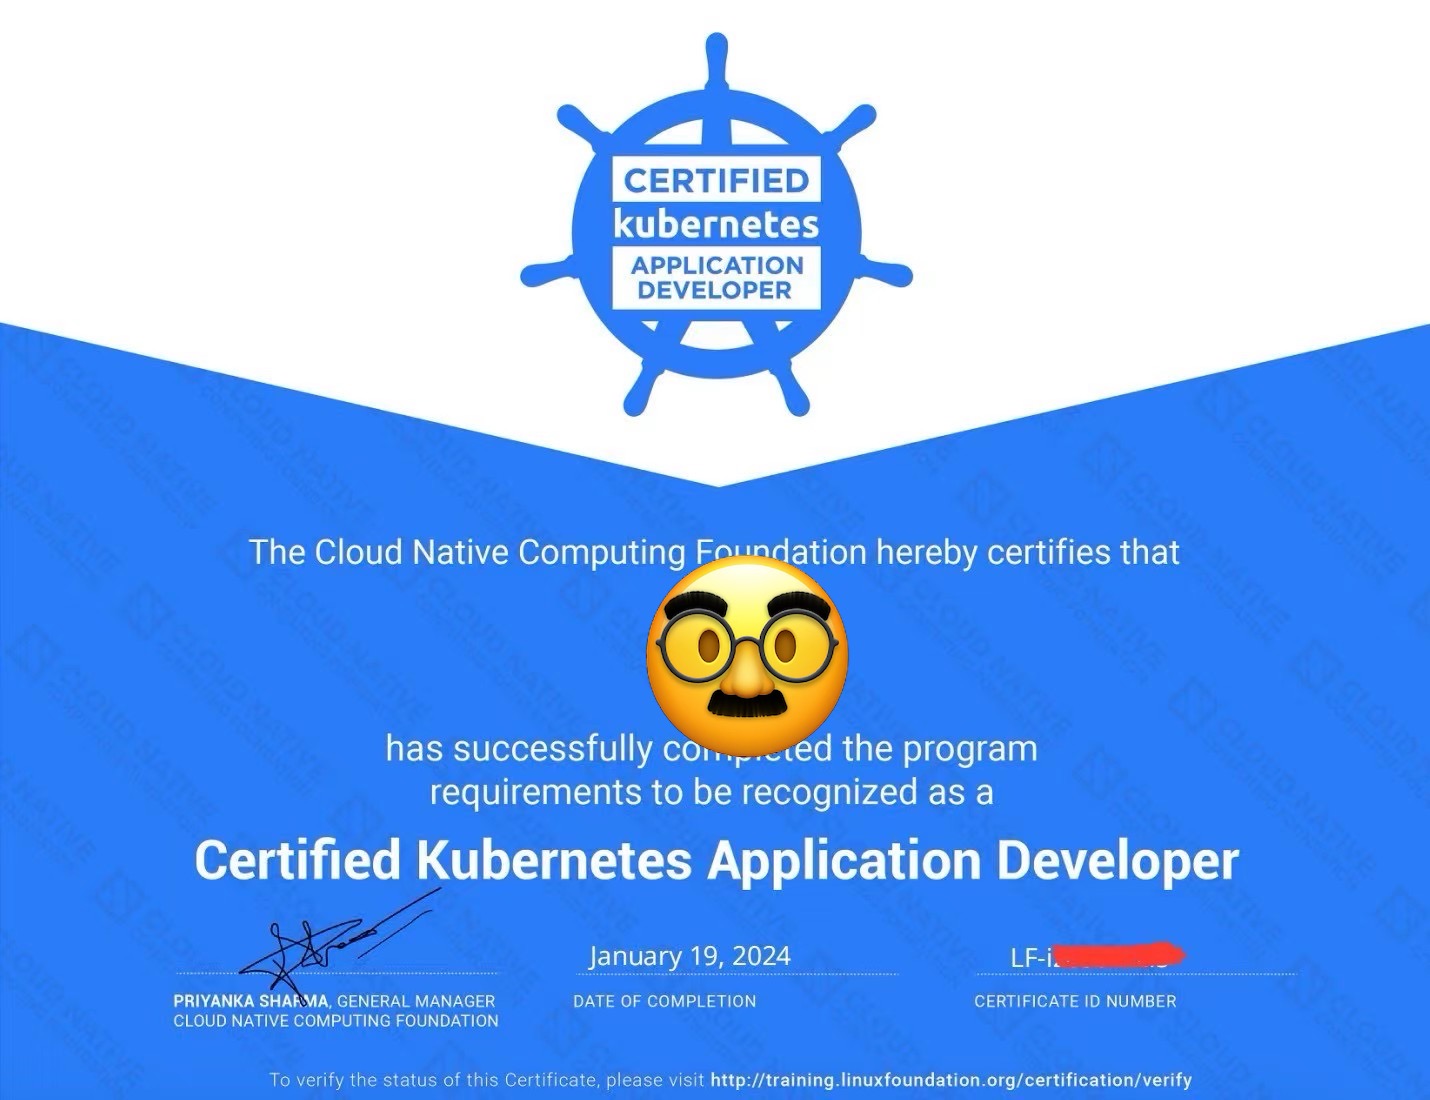 CERTIFIED
kubernetes
APPLICATION
DEVELOPER
The Cloud Native Computing Foundation hereby certifies that
has successfully completed the program
requirements to be recognized as a
Certified Kubernetes Application Developer
January 19, 2024
LF-i
PRIYANKA SHARMA, GENERAL MANAGER
CLOUD NATIVE COMPUTING FOUNDATION
DATE OF COMPLETION
CERTIFICATE ID NUMBER
To verify the status of this Certificate, please visit http://training.linuxfoundation.org/certification/verify